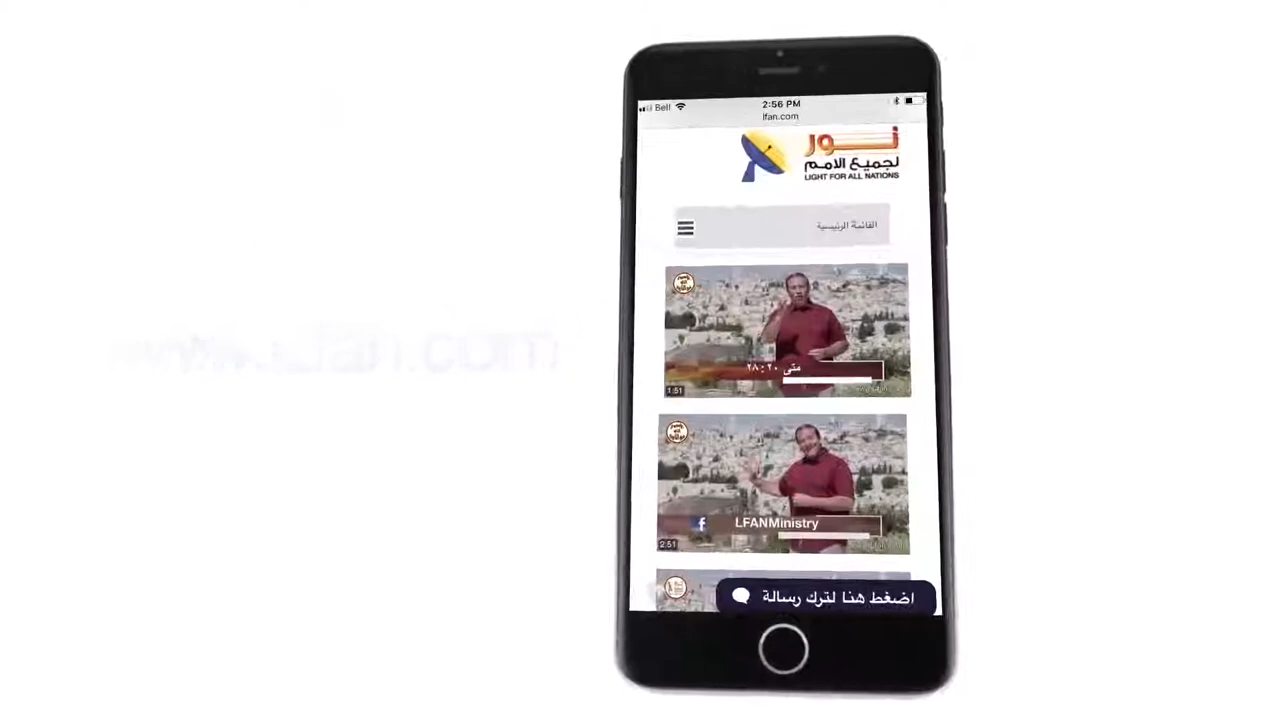 Bell
2:56 PM
lfan.com
نور
لجميع الامم
LIGHT FOR ALL NATIONS
القائمة الرئيسية
متى ٢٨:٢٠
1:51
LFANMinistry
2:51
اضغط هنا لترك رسالة